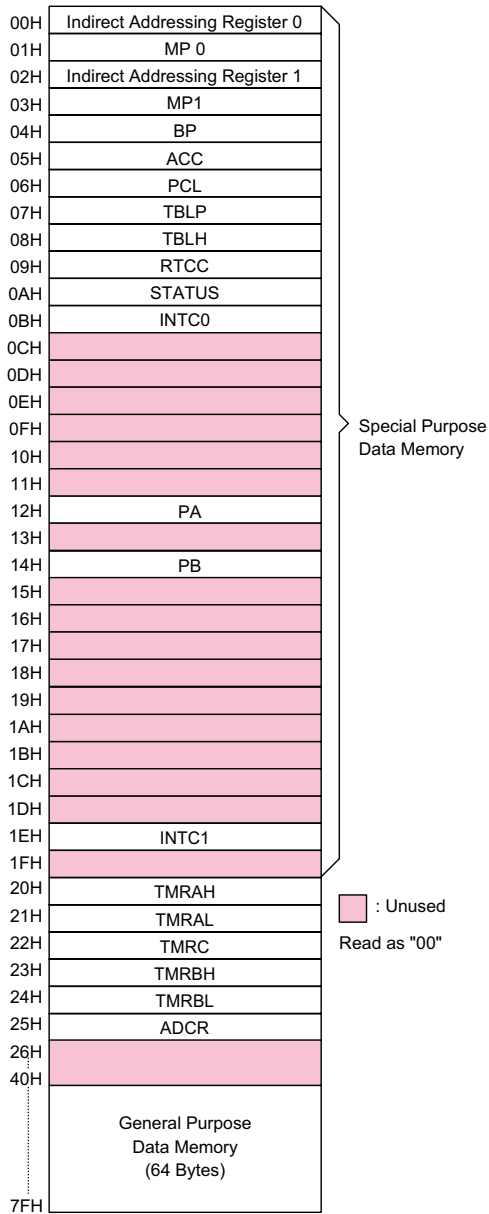 00H Indirect Addressing Register 0
01H MP 0
02H Indirect Addressing Register 1
03H MP1
04H BP
05H ACC
06H PCL
07H TBLP
08H TBLH
09H RTCC
0AH STATUS
0BH INTC0
0CH
0DH
0EH
0FH
Special Purpose
Data Memory
10H
11H
12H PA
13H
14H PB
15H
16H
17H
18H
19H
1AH
1BH
1CH
1DH
1EH INTC1
1FH
20H TMRAH
21H TMRAL
22H TMRC
23H TMRBH
24H TMRBL
25H ADCR
: Unused
Read as "00"
26H
40H
General Purpose
Data Memory
(64 Bytes)
7FH